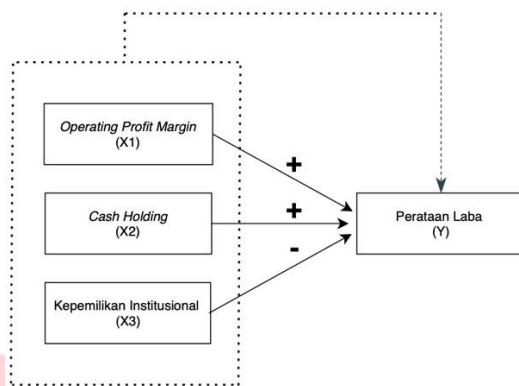 Operating Profit Margin
(X1)
+
Cash Holding
(X2)
+
Perataan Laba
(Y)
-
Kepemilikan Institusional
(X3)